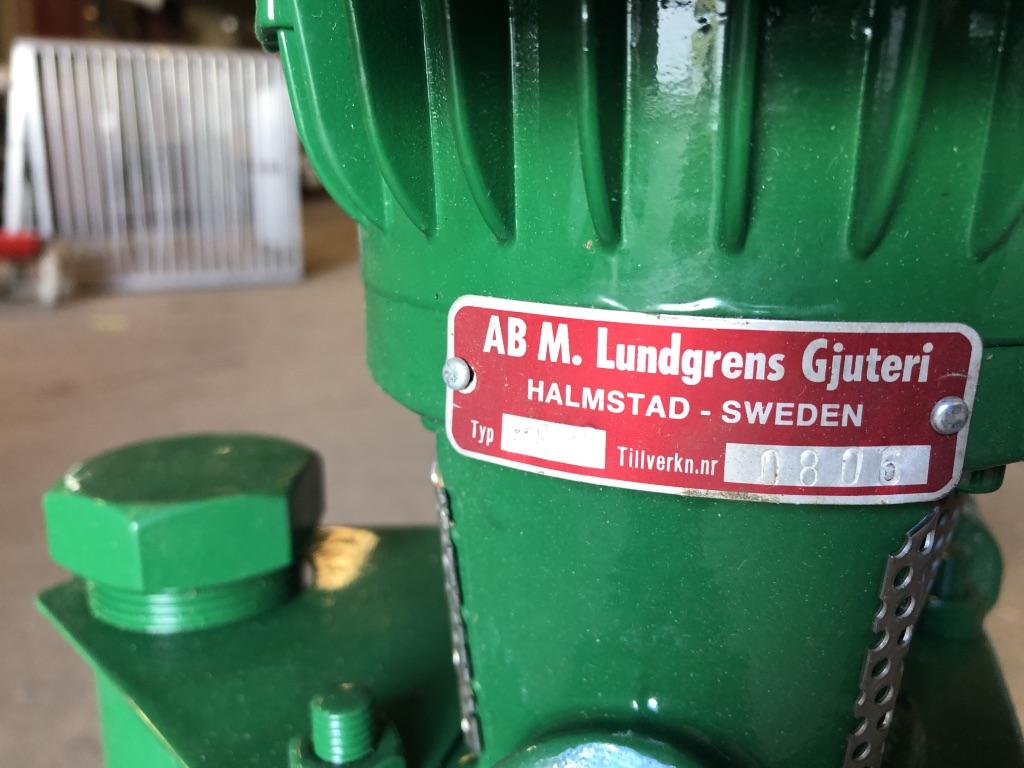 AB M. Lundgrens Gjuteri
HALMSTAD - SWEDEN
Typ Tillverkn.nr 0806